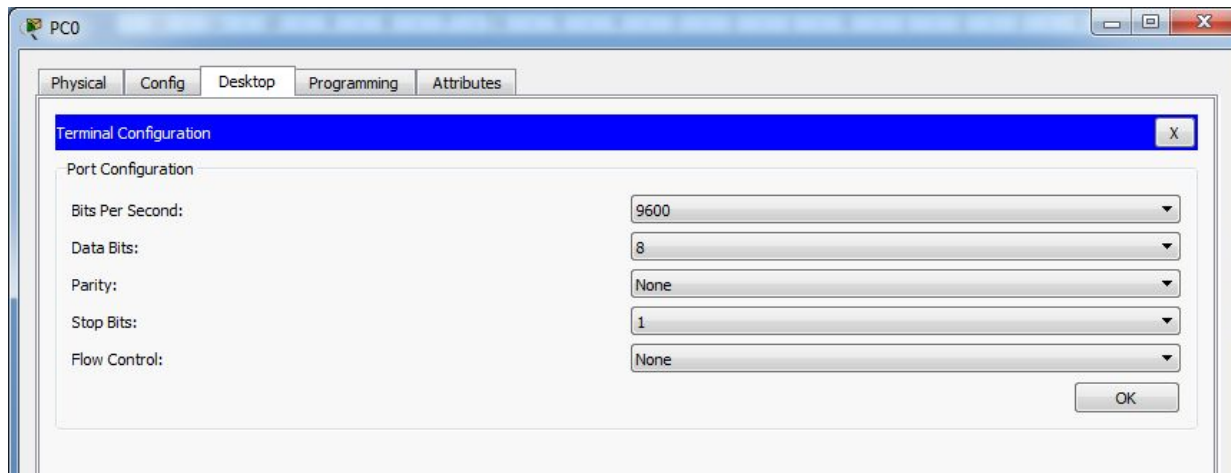 PC0
X
Physical Config Desktop Programming Attributes
Terminal Configuration X
Port Configuration
Bits Per Second: 9600
Data Bits: 8
Parity: None
Stop Bits: 1
Flow Control: None
OK